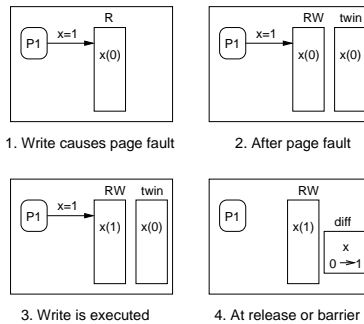 R
P1 x=1 x(0)
1. Write causes page fault
RW twin
P1 x=1 x(0) x(0)
2. After page fault
RW twin
P1 x=1 x(1) x(0)
3. Write is executed
RW
P1 x(1) diff
x
0 → 1
4. At release or barrier